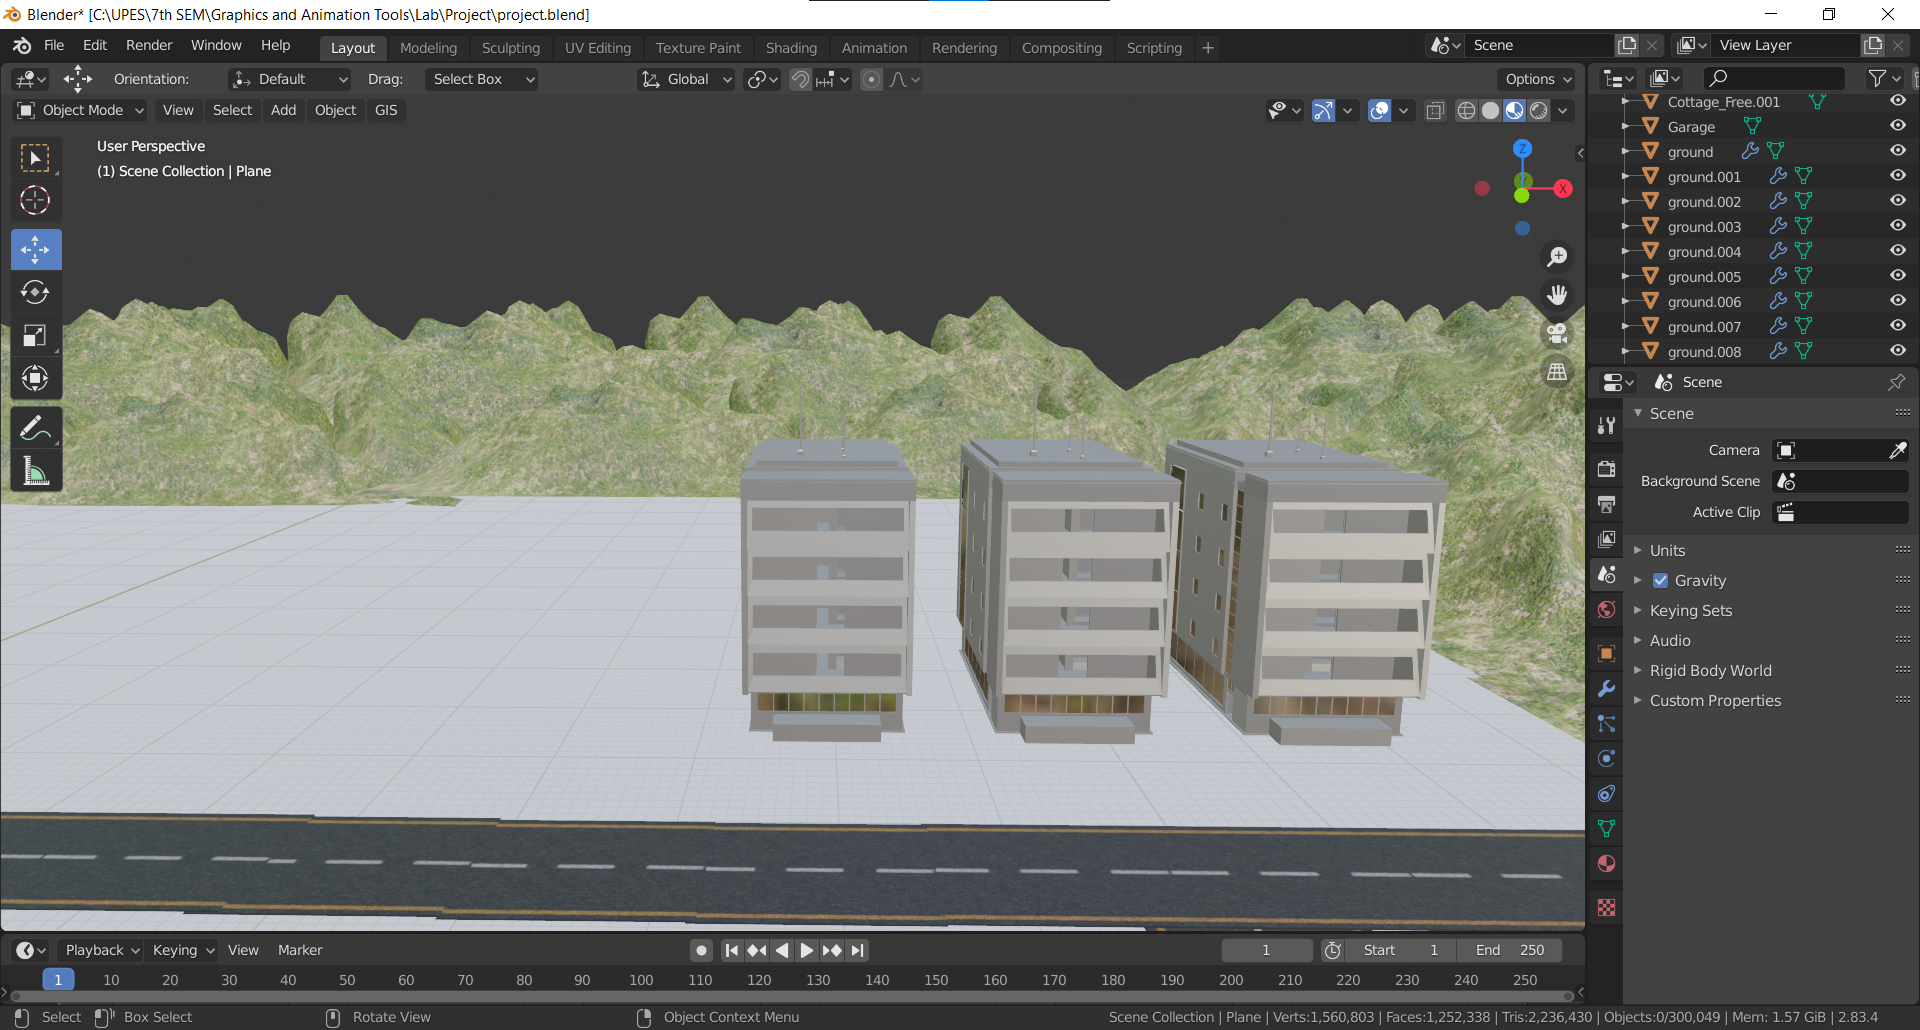 Blender* [C:\UPES\7th SEM\Graphics and Animation Tools\Lab\Project\project.blend]
File Edit Render Window Help Layout Modeling Sculpting UV Editing Texture Paint Shading Animation Rendering Compositing Scripting + Scene View Layer
Orientation: Default Drag: Select Box Global Options
Object Mode View Select Add Object GIS
User Perspective
(1) Scene Collection | Plane
Z
X
Cottage_Free.001
Garage
ground
ground.001
ground.002
ground.003
ground.004
ground.005
ground.006
ground.007
ground.008
Scene
Scene
Camera
Background Scene
Active Clip
Units
Gravity
Keying Sets
Audio
Rigid Body World
Custom Properties
Playback Keying View Marker 1 Start 1 End 250
1 10 20 30 40 50 60 70 80 90 100 110 120 130 140 150 160 170 180 190 200 210 220 230 240 250
Select Box Select Rotate View Object Context Menu Scene Collection | Plane | Verts:1,560,803 | Faces:1,252,338 | Tris:2,236,430 | Objects:0/300,049 | Mem: 1.57 GiB | 2.83.4